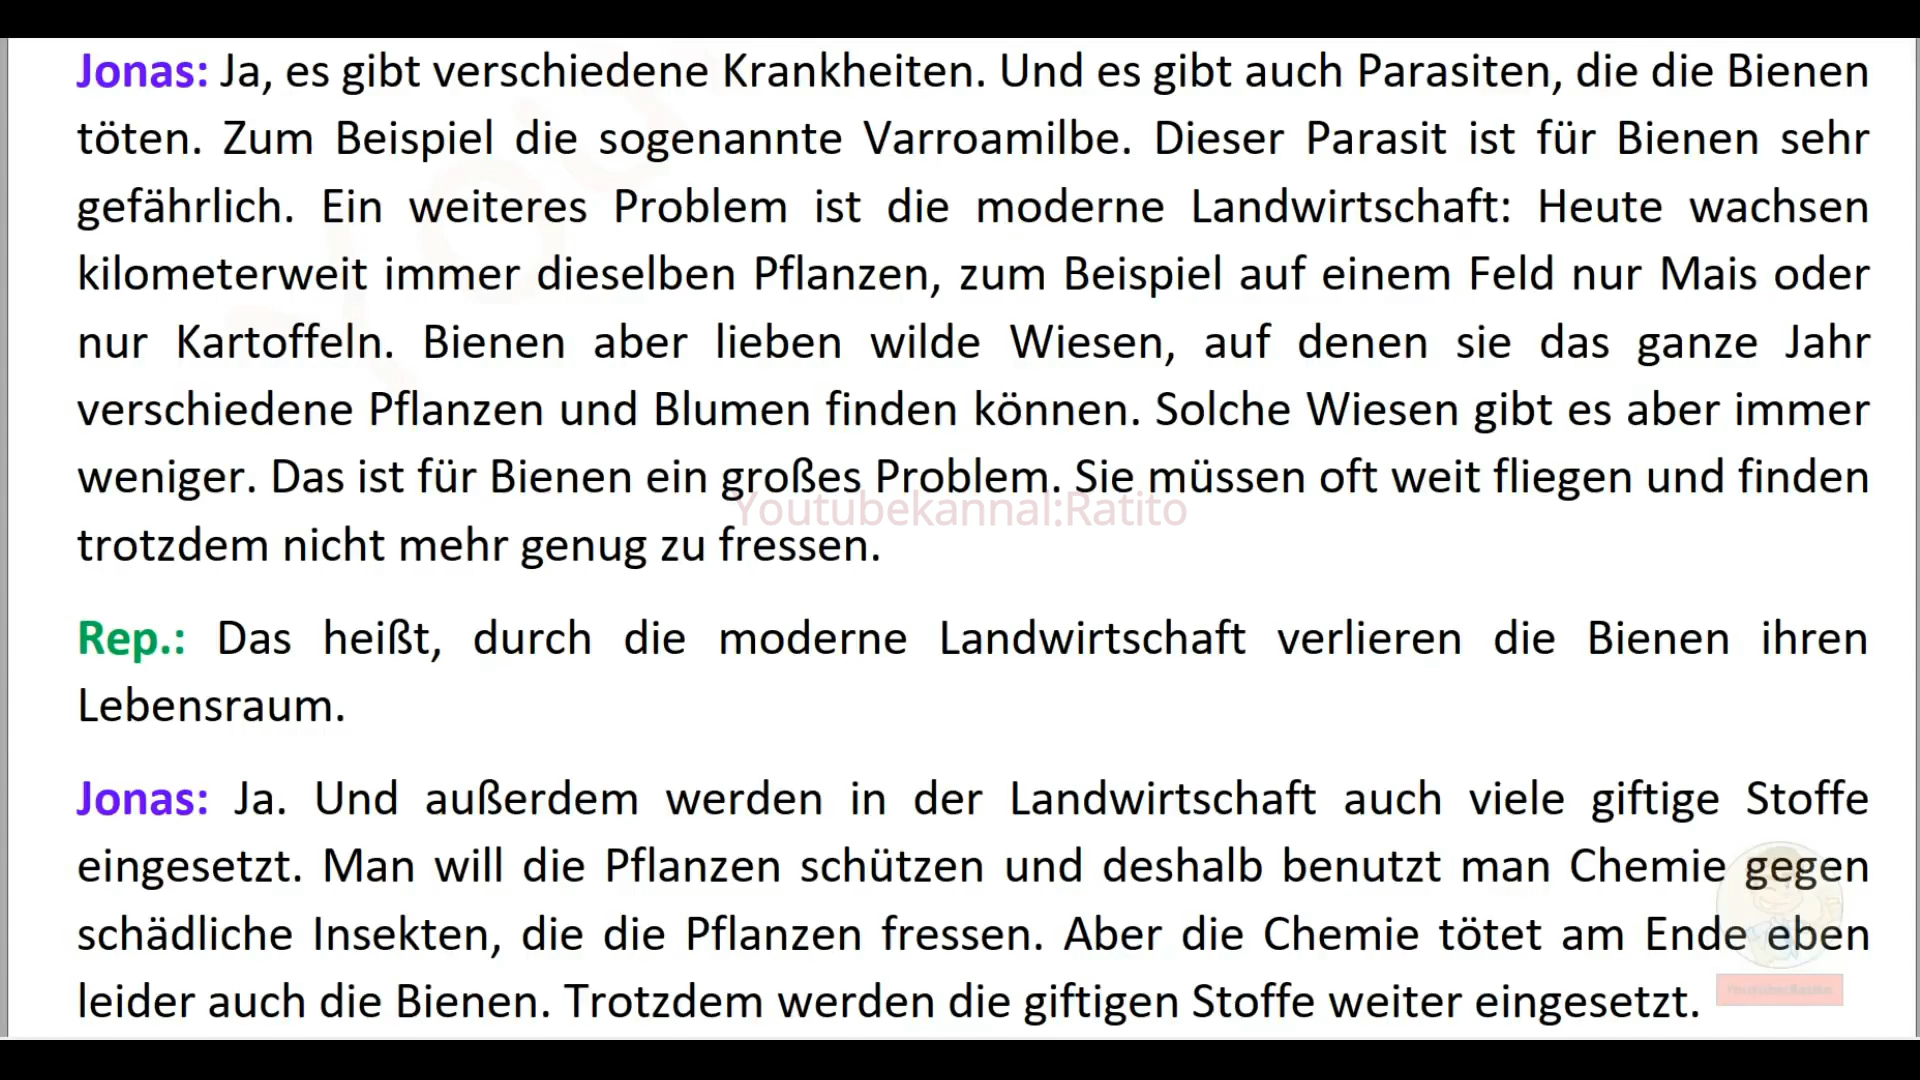 Jonas: Ja, es gibt verschiedene Krankheiten. Und es gibt auch Parasiten, die die Bienen
töten. Zum Beispiel die sogenannte Varroamilbe. Dieser Parasit ist für Bienen sehr
gefährlich. Ein weiteres Problem ist die moderne Landwirtschaft: Heute wachsen
kilometerweit immer dieselben Pflanzen, zum Beispiel auf einem Feld nur Mais oder
nur Kartoffeln. Bienen aber lieben wilde Wiesen, auf denen sie das ganze Jahr
verschiedene Pflanzen und Blumen finden können. Solche Wiesen gibt es aber immer
weniger. Das ist für Bienen ein großes Problem. Sie müssen oft weit fliegen und finden
Youtubekannal:Ratito
trotzdem nicht mehr genug zu fressen.
Rep.: Das heißt, durch die moderne Landwirtschaft verlieren die Bienen ihren
Lebensraum.
Jonas: Ja. Und außerdem werden in der Landwirtschaft auch viele giftige Stoffe
eingesetzt. Man will die Pflanzen schützen und deshalb benutzt man Chemie gegen
schädliche Insekten, die die Pflanzen fressen. Aber die Chemie tötet am Ende eben
leider auch die Bienen. Trotzdem werden die giftigen Stoffe weiter eingesetzt.